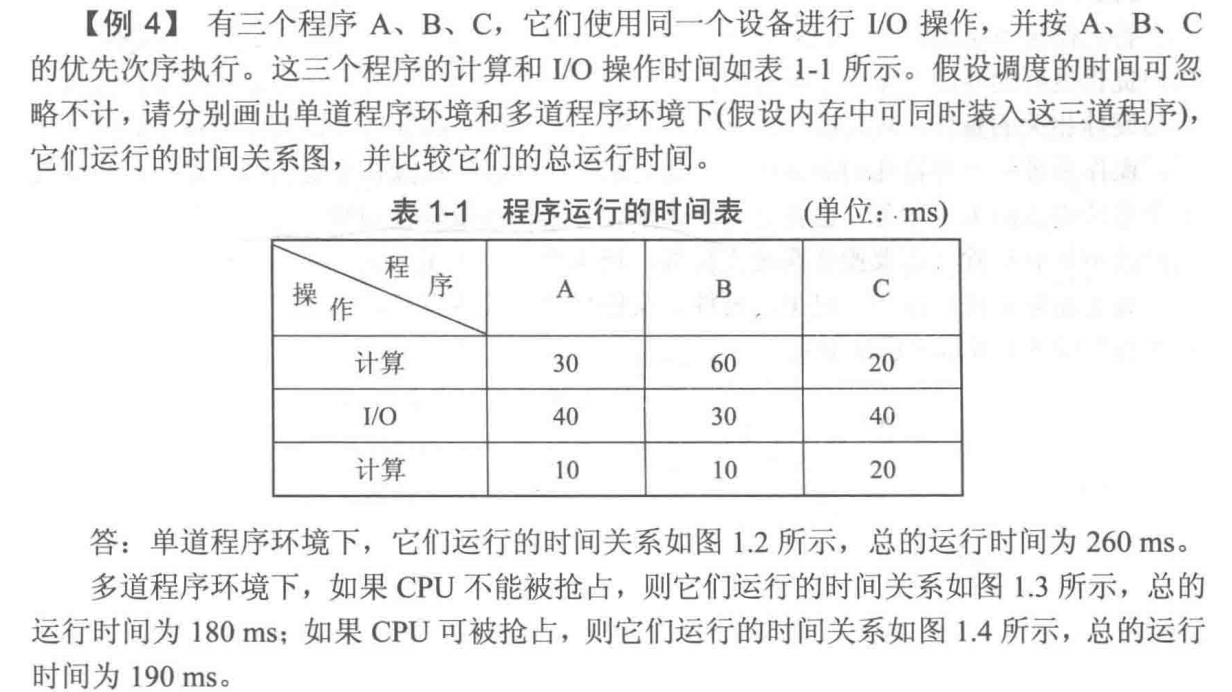 【例 4】 有三个程序 A、B、C，它们使用同一个设备进行 I/O 操作，并按 A、B、C
的优先次序执行。这三个程序的计算和 I/O 操作时间如表 1-1 所示。假设调度的时间可忽
略不计，请分别画出单道程序环境和多道程序环境下(假设内存中可同时装入这三道程序)，
它们运行的时间关系图，并比较它们的总运行时间。
表 1-1 程序运行的时间表 (单位：ms)
程序 操作 A B C
计算 30 60 20
I/O 40 30 40
计算 10 10 20
答：单道程序环境下，它们运行的时间关系如图 1.2 所示，总的运行时间为 260 ms。
多道程序环境下，如果 CPU 不能被抢占，则它们运行的时间关系如图 1.3 所示，总的
运行时间为 180 ms；如果 CPU 可被抢占，则它们运行的时间关系如图 1.4 所示，总的运行
时间为 190 ms。